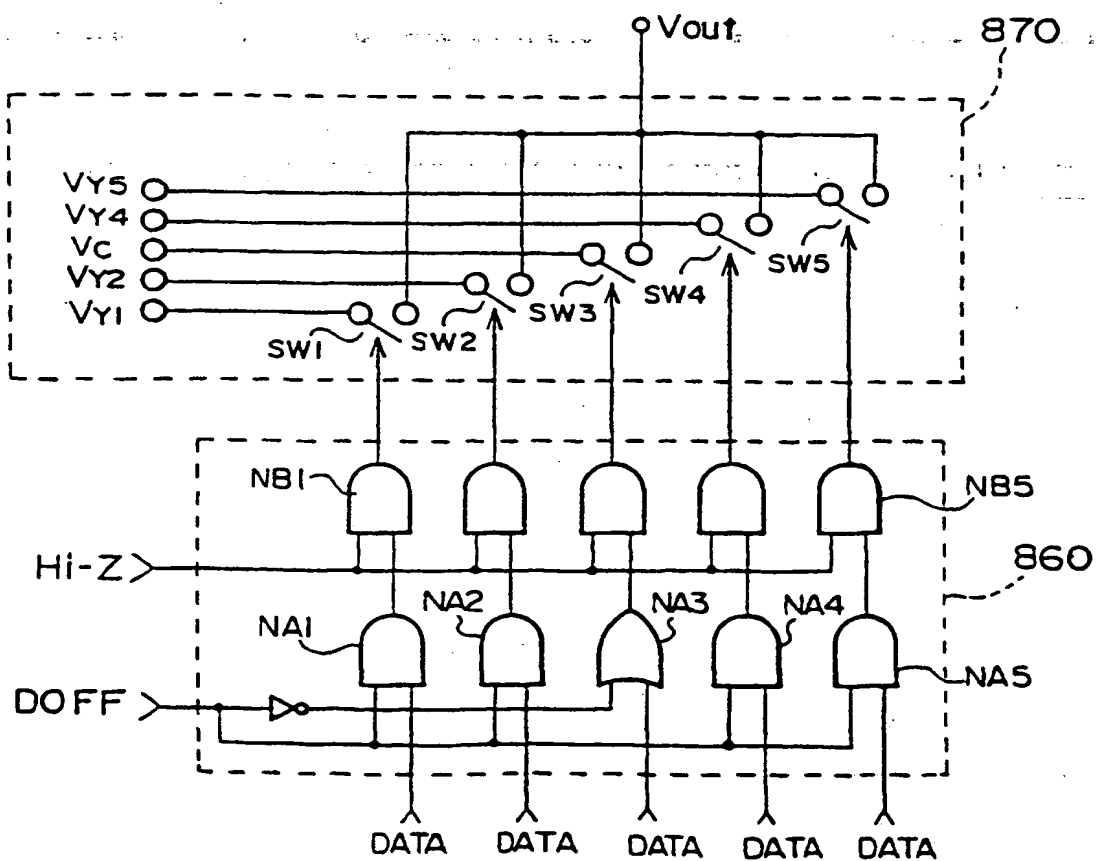 Vout
870
VY5
VY4
VC
VY2
VY1
SW1
SW2
SW3
SW4
SW5
NB1
NB5
Hi-Z
860
NA1
NA2
NA3
NA4
NA5
DOFF
DATA
DATA
DATA
DATA
DATA